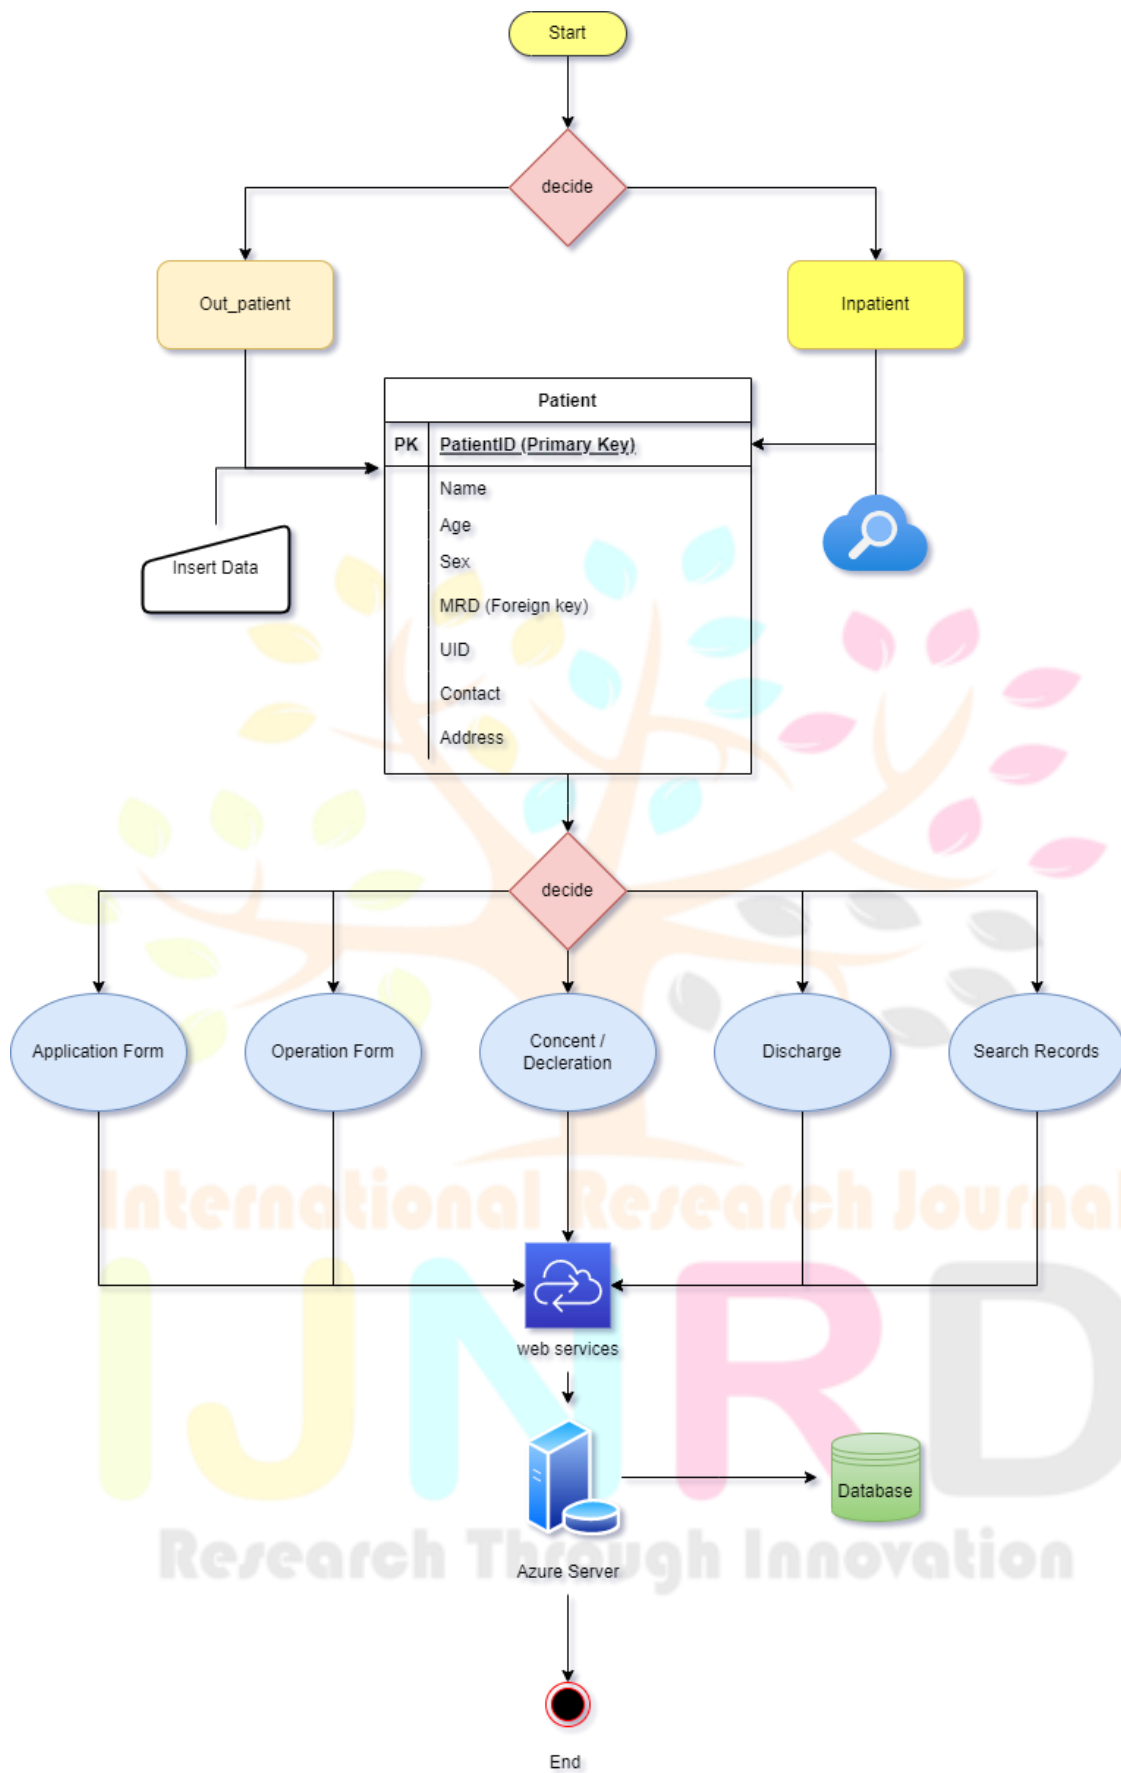 Start
decide
Out_patient
Inpatient
Patient
PK
PatientID (Primary Key)
Name
Age
Sex
MRD (Foreign key)
UID
Contact
Address
Insert Data
decide
Application Form
Operation Form
Concent /
Decleration
Discharge
Search Records
International Research Journal
IJNRD
web services
Database
Research Through Innovation
Azure Server
End